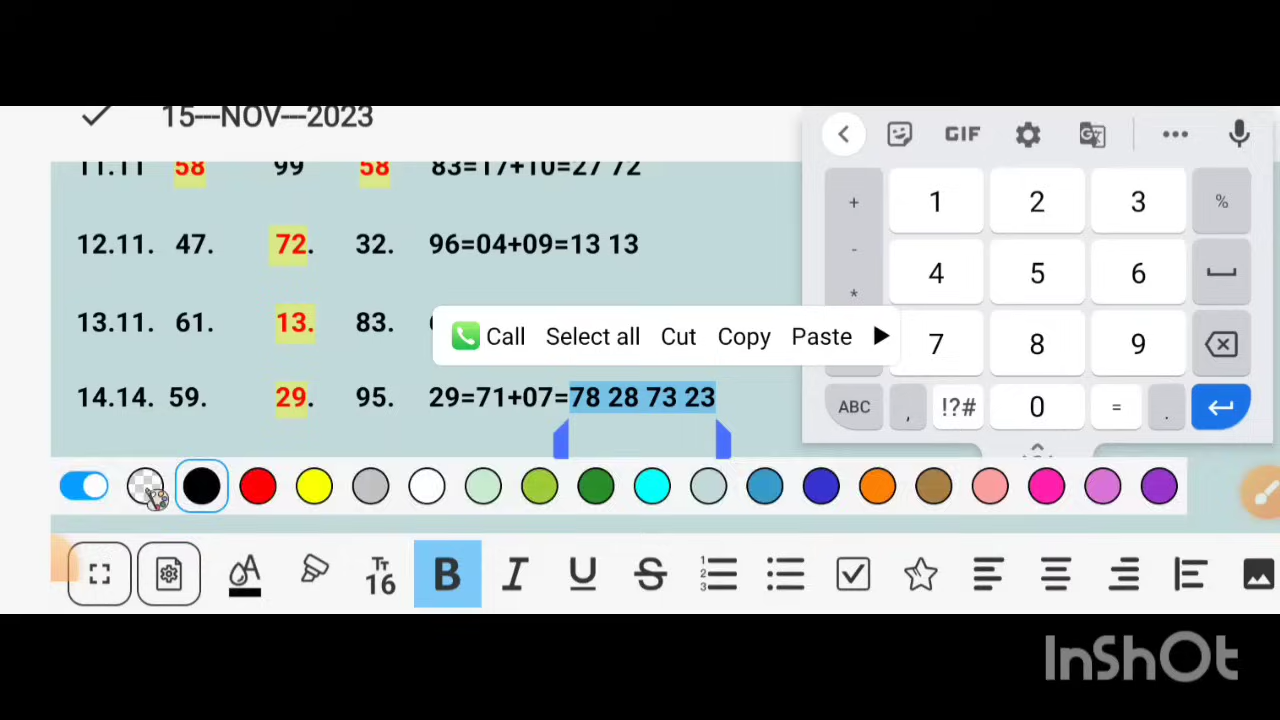 15---NOV---2023
11.11 58 99 58 83=17+10=27 72
12.11. 47. 72. 32. 96=04+09=13 13
13.11. 61. 13. 83.
Call Select all Cut Copy Paste
14.14. 59. 29. 95. 29=71+07=78 28 73 23
GIF
+ 1 2 3 %
- 4 5 6
* 7 8 9
ABC , !?# 0 = .
Tт
16 B I U S
InShOt